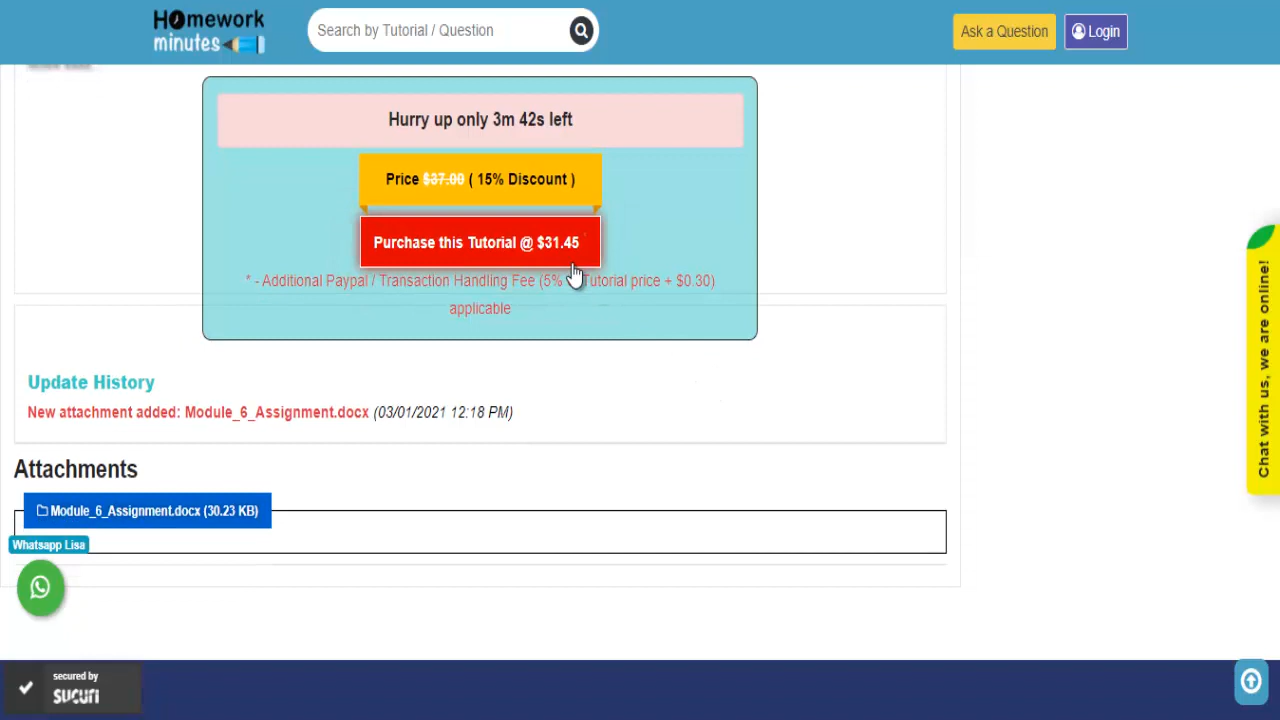 Homework
minutes
Search by Tutorial / Question
Ask a Question
Login
Hurry up only 3m 42s left
Price $37.00 ( 15% Discount )
Purchase this Tutorial @ $31.45
* - Additional Paypal / Transaction Handling Fee (5% Tutorial price + $0.30)
applicable
Chat with us, we are online!
Update History
New attachment added: Module_6_Assignment.docx (03/01/2021 12:18 PM)
Attachments
Module_6_Assignment.docx (30.23 KB)
Whatsapp Lisa
secured by
sucuri